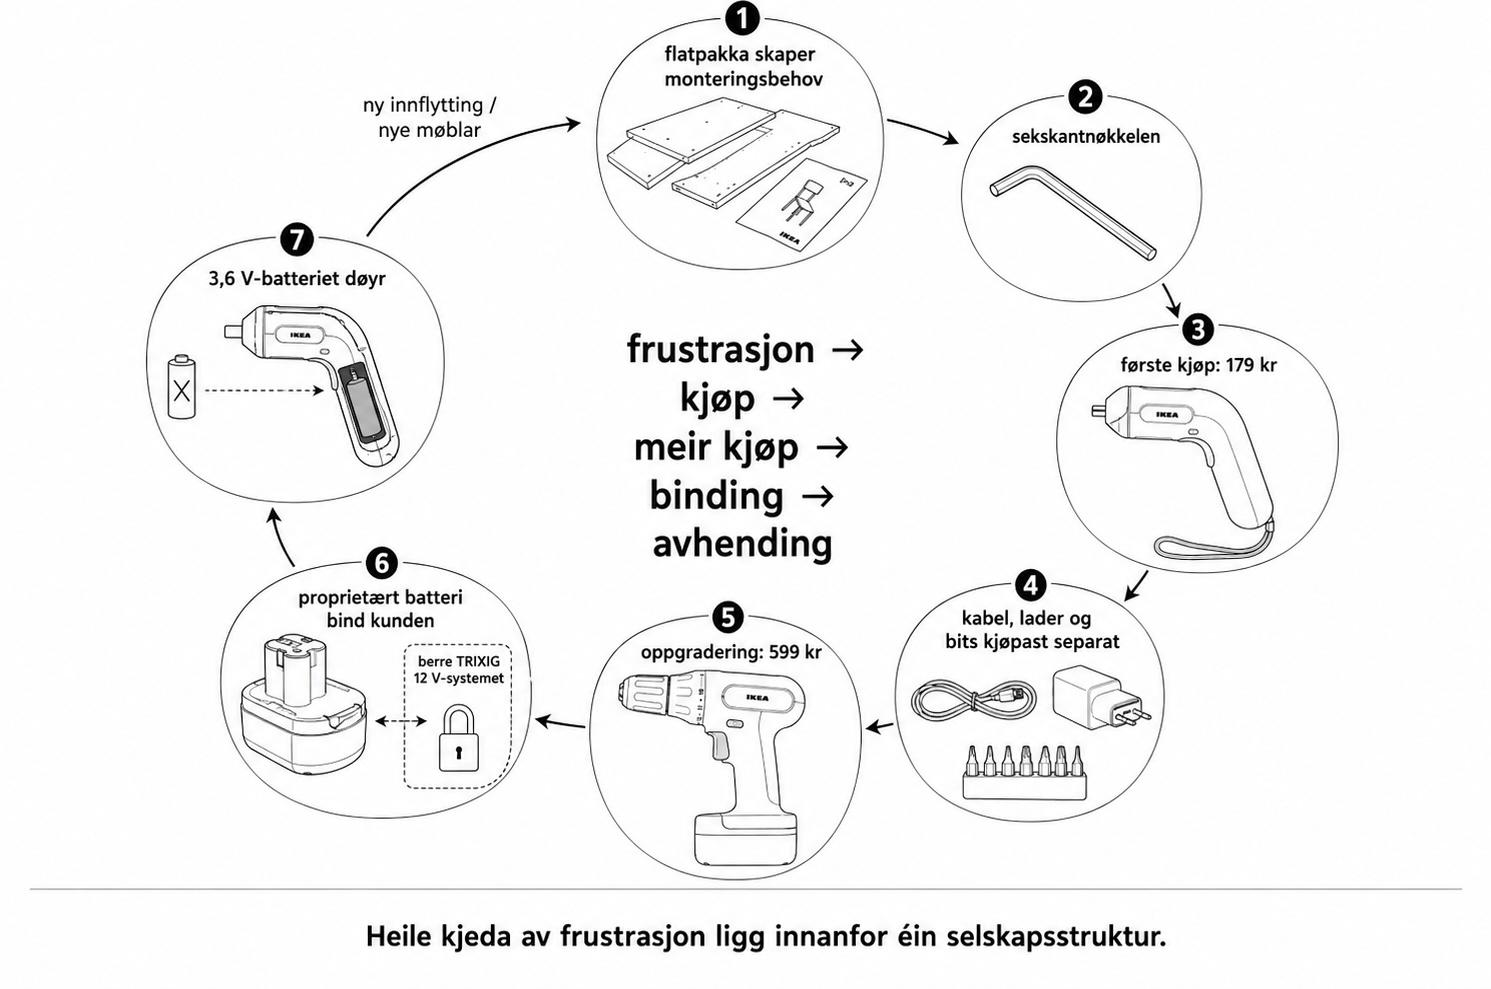 1
flatpakka skaper
monteringsbehov
IKEA
2
sekskantnøkkelen
3
første kjøp: 179 kr
IKEA
4
kabel, lader og
bits kjøpast separat
5
oppgradering: 599 kr
IKEA
6
proprietært batteri
bind kunden
berre TRIXIG
12 V-systemet
7
3,6 V-batteriet døyr
IKEA
X
ny innflytting /
nye møblar
frustrasjon →
kjøp →
meir kjøp →
binding →
avhending
Heile kjeda av frustrasjon ligg innanfor éin selskapsstruktur.